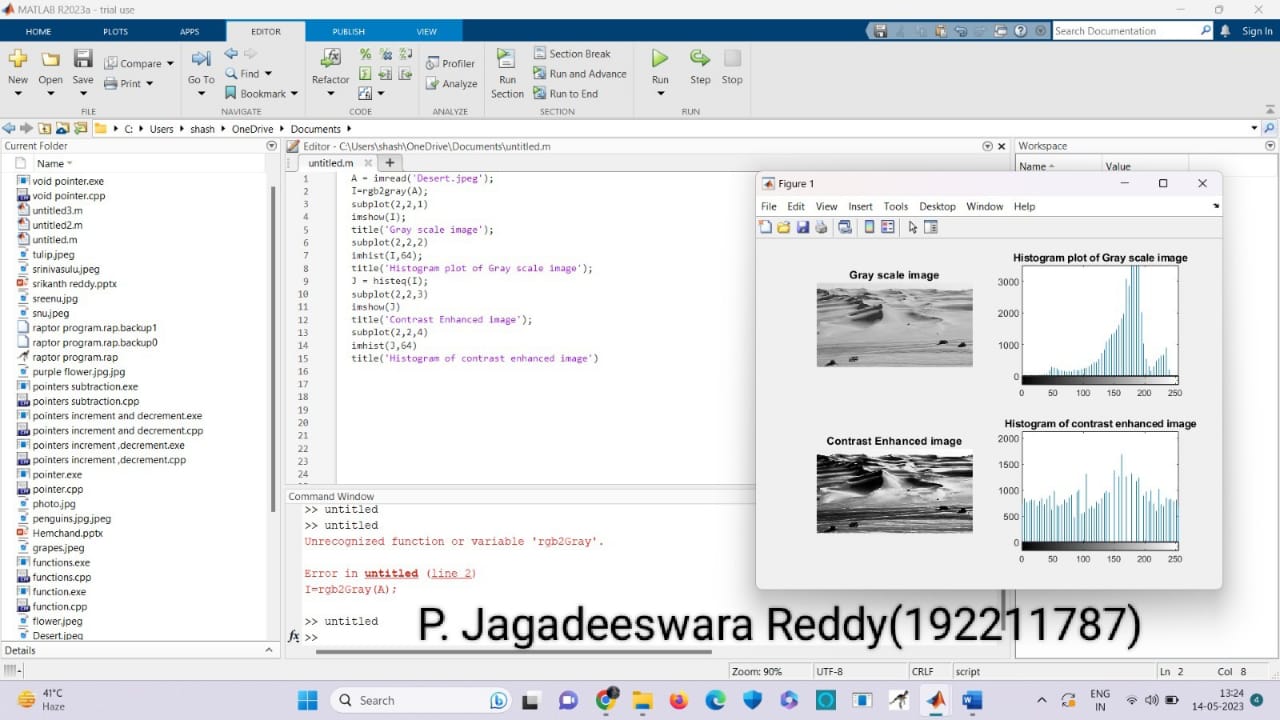 MATLAB R2023a - trial use
HOME PLOTS APPS EDITOR PUBLISH VIEW
Search Documentation
Sign In
New
Open
Save
Compare
Print
FILE
Go To
Find
Bookmark
NAVIGATE
Refactor
CODE
Profiler
Analyze
ANALYZE
Run
Section
Section Break
Run and Advance
Run to End
SECTION
Run
Step
Stop
RUN
C: Users shash OneDrive Documents
Current Folder
Name
void pointer.exe
void pointer.cpp
untitled3.m
untitled2.m
untitled.m
tulip.jpeg
srinivasulu.jpeg
srikanth reddy.pptx
sreenu.jpg
snu.jpeg
raptor program.rap.backup1
raptor program.rap.backup0
raptor program.rap
purple flower.jpg.jpg
pointers subtraction.exe
pointers subtraction.cpp
pointers increment and decrement.exe
pointers increment and decrement.cpp
pointers increment ,decrement.exe
pointers increment ,decrement.cpp
pointer.exe
pointer.cpp
photo.jpg
penguins.jpg.jpeg
Hemchand.pptx
grapes.jpeg
functions.exe
functions.cpp
function.exe
function.cpp
flower.jpeg
Desert.jpeg
Details
Editor - C:\Users\shash\OneDrive\Documents\untitled.m
untitled.m
1 A = imread('Desert.jpeg');
2 I=rgb2gray(A);
3 subplot(2,2,1)
4 imshow(I);
5 title('Gray scale image');
6 subplot(2,2,2)
7 imhist(I,64);
8 title('Histogram plot of Gray scale image');
9 J = histeq(I);
10 subplot(2,2,3)
11 imshow(J)
12 title('Contrast Enhanced image');
13 subplot(2,2,4)
14 imhist(J,64)
15 title('Histogram of contrast enhanced image')
16
17
18
19
20
21
22
23
24
Command Window
>> untitled
>> untitled
Unrecognized function or variable 'rgb2Gray'.
Error in untitled (line 2)
I=rgb2Gray(A);
>> untitled
fx >>
Workspace
Name Value
Figure 1
File Edit View Insert Tools Desktop Window Help
Gray scale image
Histogram plot of Gray scale image
3000
2000
1000
0
0 50 100 150 200 250
Contrast Enhanced image
Histogram of contrast enhanced image
2000
1500
1000
500
0
0 50 100 150 200 250
P. Jagadeeswara Reddy(192211787)
Zoom: 90% UTF-8 CRLF script Ln 2 Col 8
41°C
Haze
Search
ENG
IN
13:24
14-05-2023
4